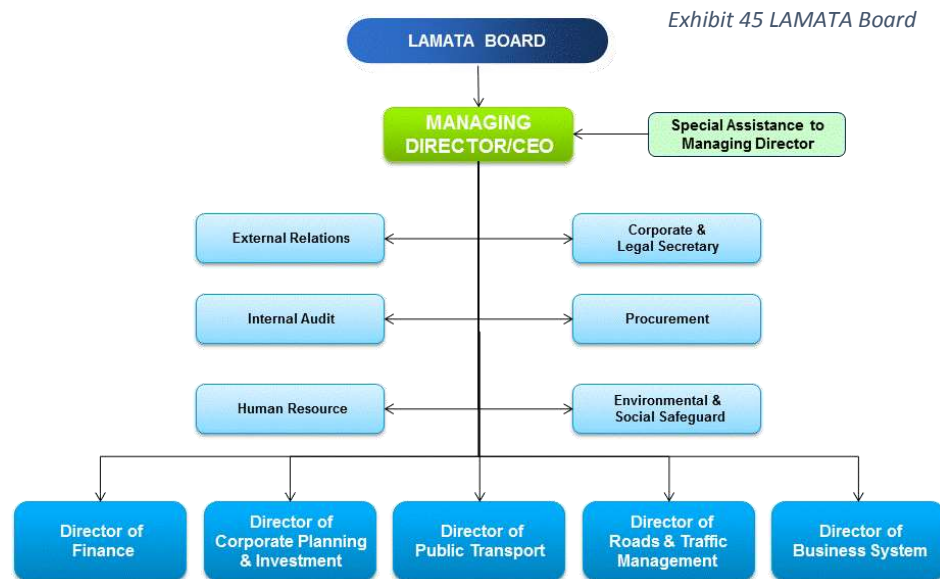 Exhibit 45 LAMATA Board
LAMATA BOARD
MANAGING
DIRECTOR/CEO
Special Assistance to
Managing Director
External Relations
Corporate &
Legal Secretary
Internal Audit
Procurement
Human Resource
Environmental &
Social Safeguard
Director of
Finance
Director of
Corporate Planning
& Investment
Director of
Public Transport
Director of
Roads & Traffic
Management
Director of
Business System